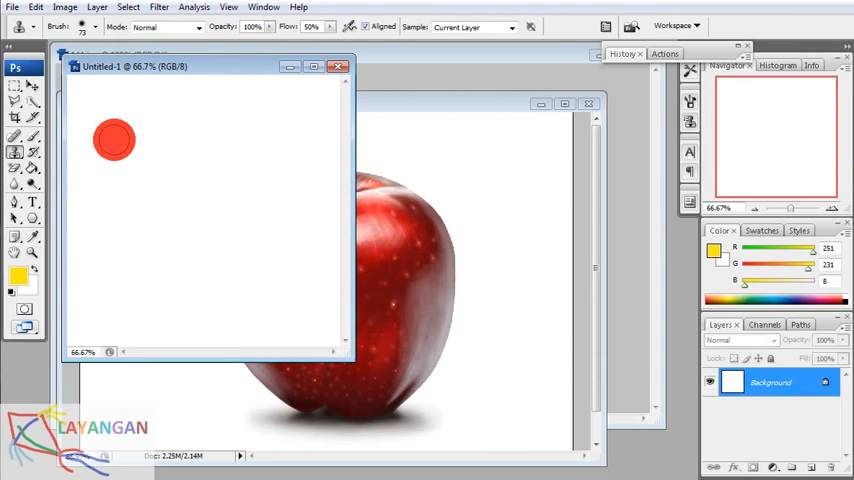 File Edit Image Layer Select Filter Analysis View Window Help
Brush: 73 Mode: Normal Opacity: 100% Flow: 50% Aligned Sample: Current Layer Workspace
History × Actions
Ps
Untitled-1 @ 66.7% (RGB/8)
Navigator Histogram Info
66.67%
Color × Swatches Styles
R 251
G 231
B 8
Layers × Channels Paths
Normal Opacity: 100%
Lock: Fill: 100%
Background
66.67%
LAYANGAN
Doc: 2.25M/2.14M